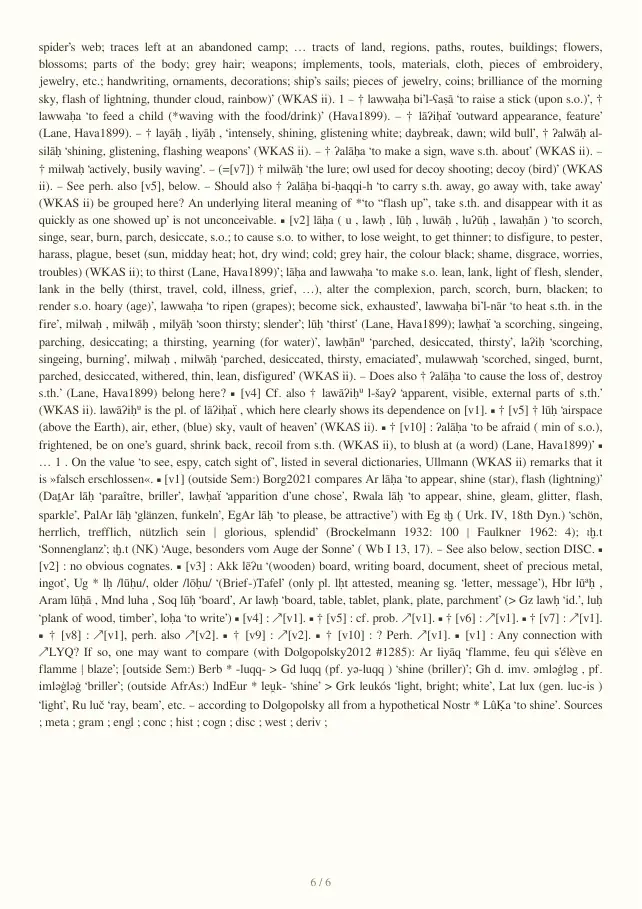 spider’s web; traces left at an abandoned camp; … tracts of land, regions, paths, routes, buildings; flowers,
blossoms; parts of the body; grey hair; weapons; implements, tools, materials, cloth, pieces of embroidery,
jewelry, etc.; handwriting, ornaments, decorations; ship’s sails; pieces of jewelry, coins; brilliance of the morning
sky, flash of lightning, thunder cloud, rainbow)’ (WKAS ii). 1 – † lawwaḥa bi’l-ʕaṣā ‘to raise a stick (upon s.o.)’, †
lawwaḥa ‘to feed a child (*waving with the food/drink)’ (Hava1899). – † lāʔiḥaẗ ‘outward appearance, feature’
(Lane, Hava1899). – † layāḥ , liyāḥ , ‘intensely, shining, glistening white; daybreak, dawn; wild bull’, † ʔalwāḥ al-
silāḥ ‘shining, glistening, flashing weapons’ (WKAS ii). – † ʔalāḥa ‘to make a sign, wave s.th. about’ (WKAS ii). –
† milwaḥ ‘actively, busily waving’. – (=[v7]) † milwāḥ ‘the lure; owl used for decoy shooting; decoy (bird)’ (WKAS
ii). – See perh. also [v5], below. – Should also † ʔalāḥa bi-ḥaqqi-h ‘to carry s.th. away, go away with, take away’
(WKAS ii) be grouped here? An underlying literal meaning of *‘to “flash up”, take s.th. and disappear with it as
quickly as one showed up’ is not unconceivable. ▪ [v2] lāḥa ( u , lawḥ , lūḥ , luwāḥ , luʔūḥ , lawaḥān ) ‘to scorch,
singe, sear, burn, parch, desiccate, s.o.; to cause s.o. to wither, to lose weight, to get thinner; to disfigure, to pester,
harass, plague, beset (sun, midday heat; hot, dry wind; cold; grey hair, the colour black; shame, disgrace, worries,
troubles) (WKAS ii); to thirst (Lane, Hava1899)’; lāḥa and lawwaḥa ‘to make s.o. lean, lank, light of flesh, slender,
lank in the belly (thirst, travel, cold, illness, grief, …), alter the complexion, parch, scorch, burn, blacken; to
render s.o. hoary (age)’, lawwaḥa ‘to ripen (grapes); become sick, exhausted’, lawwaḥa bi’l-nār ‘to heat s.th. in the
fire’, milwaḥ , milwāḥ , milyāḥ ‘soon thirsty; slender’; lūḥ ‘thirst’ (Lane, Hava1899); lawḥaẗ ‘a scorching, singeing,
parching, desiccating; a thirsting, yearning (for water)’, lawḥānᵘ ‘parched, desiccated, thirsty’, laʔiḥ ‘scorching,
singeing, burning’, milwaḥ , milwāḥ ‘parched, desiccated, thirsty, emaciated’, mulawwaḥ ‘scorched, singed, burnt,
parched, desiccated, withered, thin, lean, disfigured’ (WKAS ii). – Does also † ʔalāḥa ‘to cause the loss of, destroy
s.th.’ (Lane, Hava1899) belong here? ▪ [v4] Cf. also † lawāʔiḥᵘ l-šayʔ ‘apparent, visible, external parts of s.th.’
(WKAS ii). lawāʔiḥᵘ is the pl. of lāʔiḥaẗ , which here clearly shows its dependence on [v1]. ▪ † [v5] † lūḥ ‘airspace
(above the Earth), air, ether, (blue) sky, vault of heaven’ (WKAS ii). ▪ † [v10] : ʔalāḥa ‘to be afraid ( min of s.o.),
frightened, be on one’s guard, shrink back, recoil from s.th. (WKAS ii), to blush at (a word) (Lane, Hava1899)’ ▪
… 1 . On the value ‘to see, espy, catch sight of’, listed in several dictionaries, Ullmann (WKAS ii) remarks that it
is »falsch erschlossen«. ▪ [v1] (outside Sem:) Borg2021 compares Ar lāḥa ‘to appear, shine (star), flash (lightning)’
(Daṯ̣Ar lāḥ ‘paraître, briller’, lawḥaẗ ‘apparition d’une chose’, Rwala lāḥ ‘to appear, shine, gleam, glitter, flash,
sparkle’, PalAr lāḥ ‘glänzen, funkeln’, EgAr lāḥ ‘to please, be attractive’) with Eg ı͗ḫ ( Urk. IV, 18th Dyn.) ‘schön,
herrlich, trefflich, nützlich sein | glorious, splendid’ (Brockelmann 1932: 100 | Faulkner 1962: 4); ı͗ḫ.t
‘Sonnenglanz’; ı͗ḫ.t (NK) ‘Auge, besonders vom Auge der Sonne’ ( Wb I 13, 17). – See also below, section DISC. ▪
[v2] : no obvious cognates. ▪ [v3] : Akk lēʔu ‘(wooden) board, writing board, document, sheet of precious metal,
ingot’, Ug * lḥ /lūḥu/, older /lōḥu/ ‘(Brief-)Tafel’ (only pl. lḥt attested, meaning sg. ‘letter, message’), Hbr lūᵃḥ ,
Aram lūḥā , Mnd luha , Soq lūḥ ‘board’, Ar lawḥ ‘board, table, tablet, plank, plate, parchment’ (> Gz lawḥ ‘id.’, luḥ
‘plank of wood, timber’, loḥa ‘to write’) ▪ [v4] : ↗[v1]. ▪ † [v5] : cf. prob. ↗[v1]. ▪ † [v6] : ↗[v1]. ▪ † [v7] : ↗[v1].
▪ † [v8] : ↗[v1], perh. also ↗[v2]. ▪ † [v9] : ↗[v2]. ▪ † [v10] : ? Perh. ↗[v1]. ▪ [v1] : Any connection with
↗LYQ? If so, one may want to compare (with Dolgopolsky2012 #1285): Ar liyāq ‘flamme, feu qui s’élève en
flamme | blaze’; [outside Sem:) Berb * -luqq- > Gd luqq (pf. yə-luqq ) ‘shine (briller)’; Gh d. imv. əmləġləg , pf.
imləġləġ ‘briller’; (outside AfrAs:) IndEur * leu̯k- ‘shine’ > Grk leukós ‘light, bright; white’, Lat lux (gen. luc-is )
‘light’, Ru luč ‘ray, beam’, etc. – according to Dolgopolsky all from a hypothetical Nostr * LûḲa ‘to shine’. Sources
; meta ; gram ; engl ; conc ; hist ; cogn ; disc ; west ; deriv ;
6 / 6